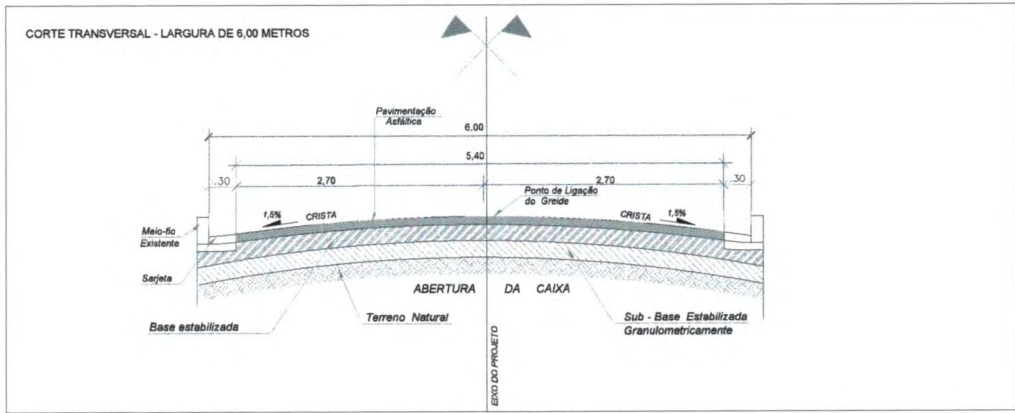 CORTE TRANSVERSAL - LARGURA DE 6,00 METROS
Pavimentação
Asfáltica
6,00
5,40
.30
2,70
2,70
.30
Ponto de Ligação
do Greide
1,5%
CRISTA
CRISTA
1,5%
Meio-fio
Existente
Sarjeta
ABERTURA DA CAIXA
Base estabilizada
Terreno Natural
Sub - Base Estabilizada
Granulometricamente
EIXO DO PROJETO